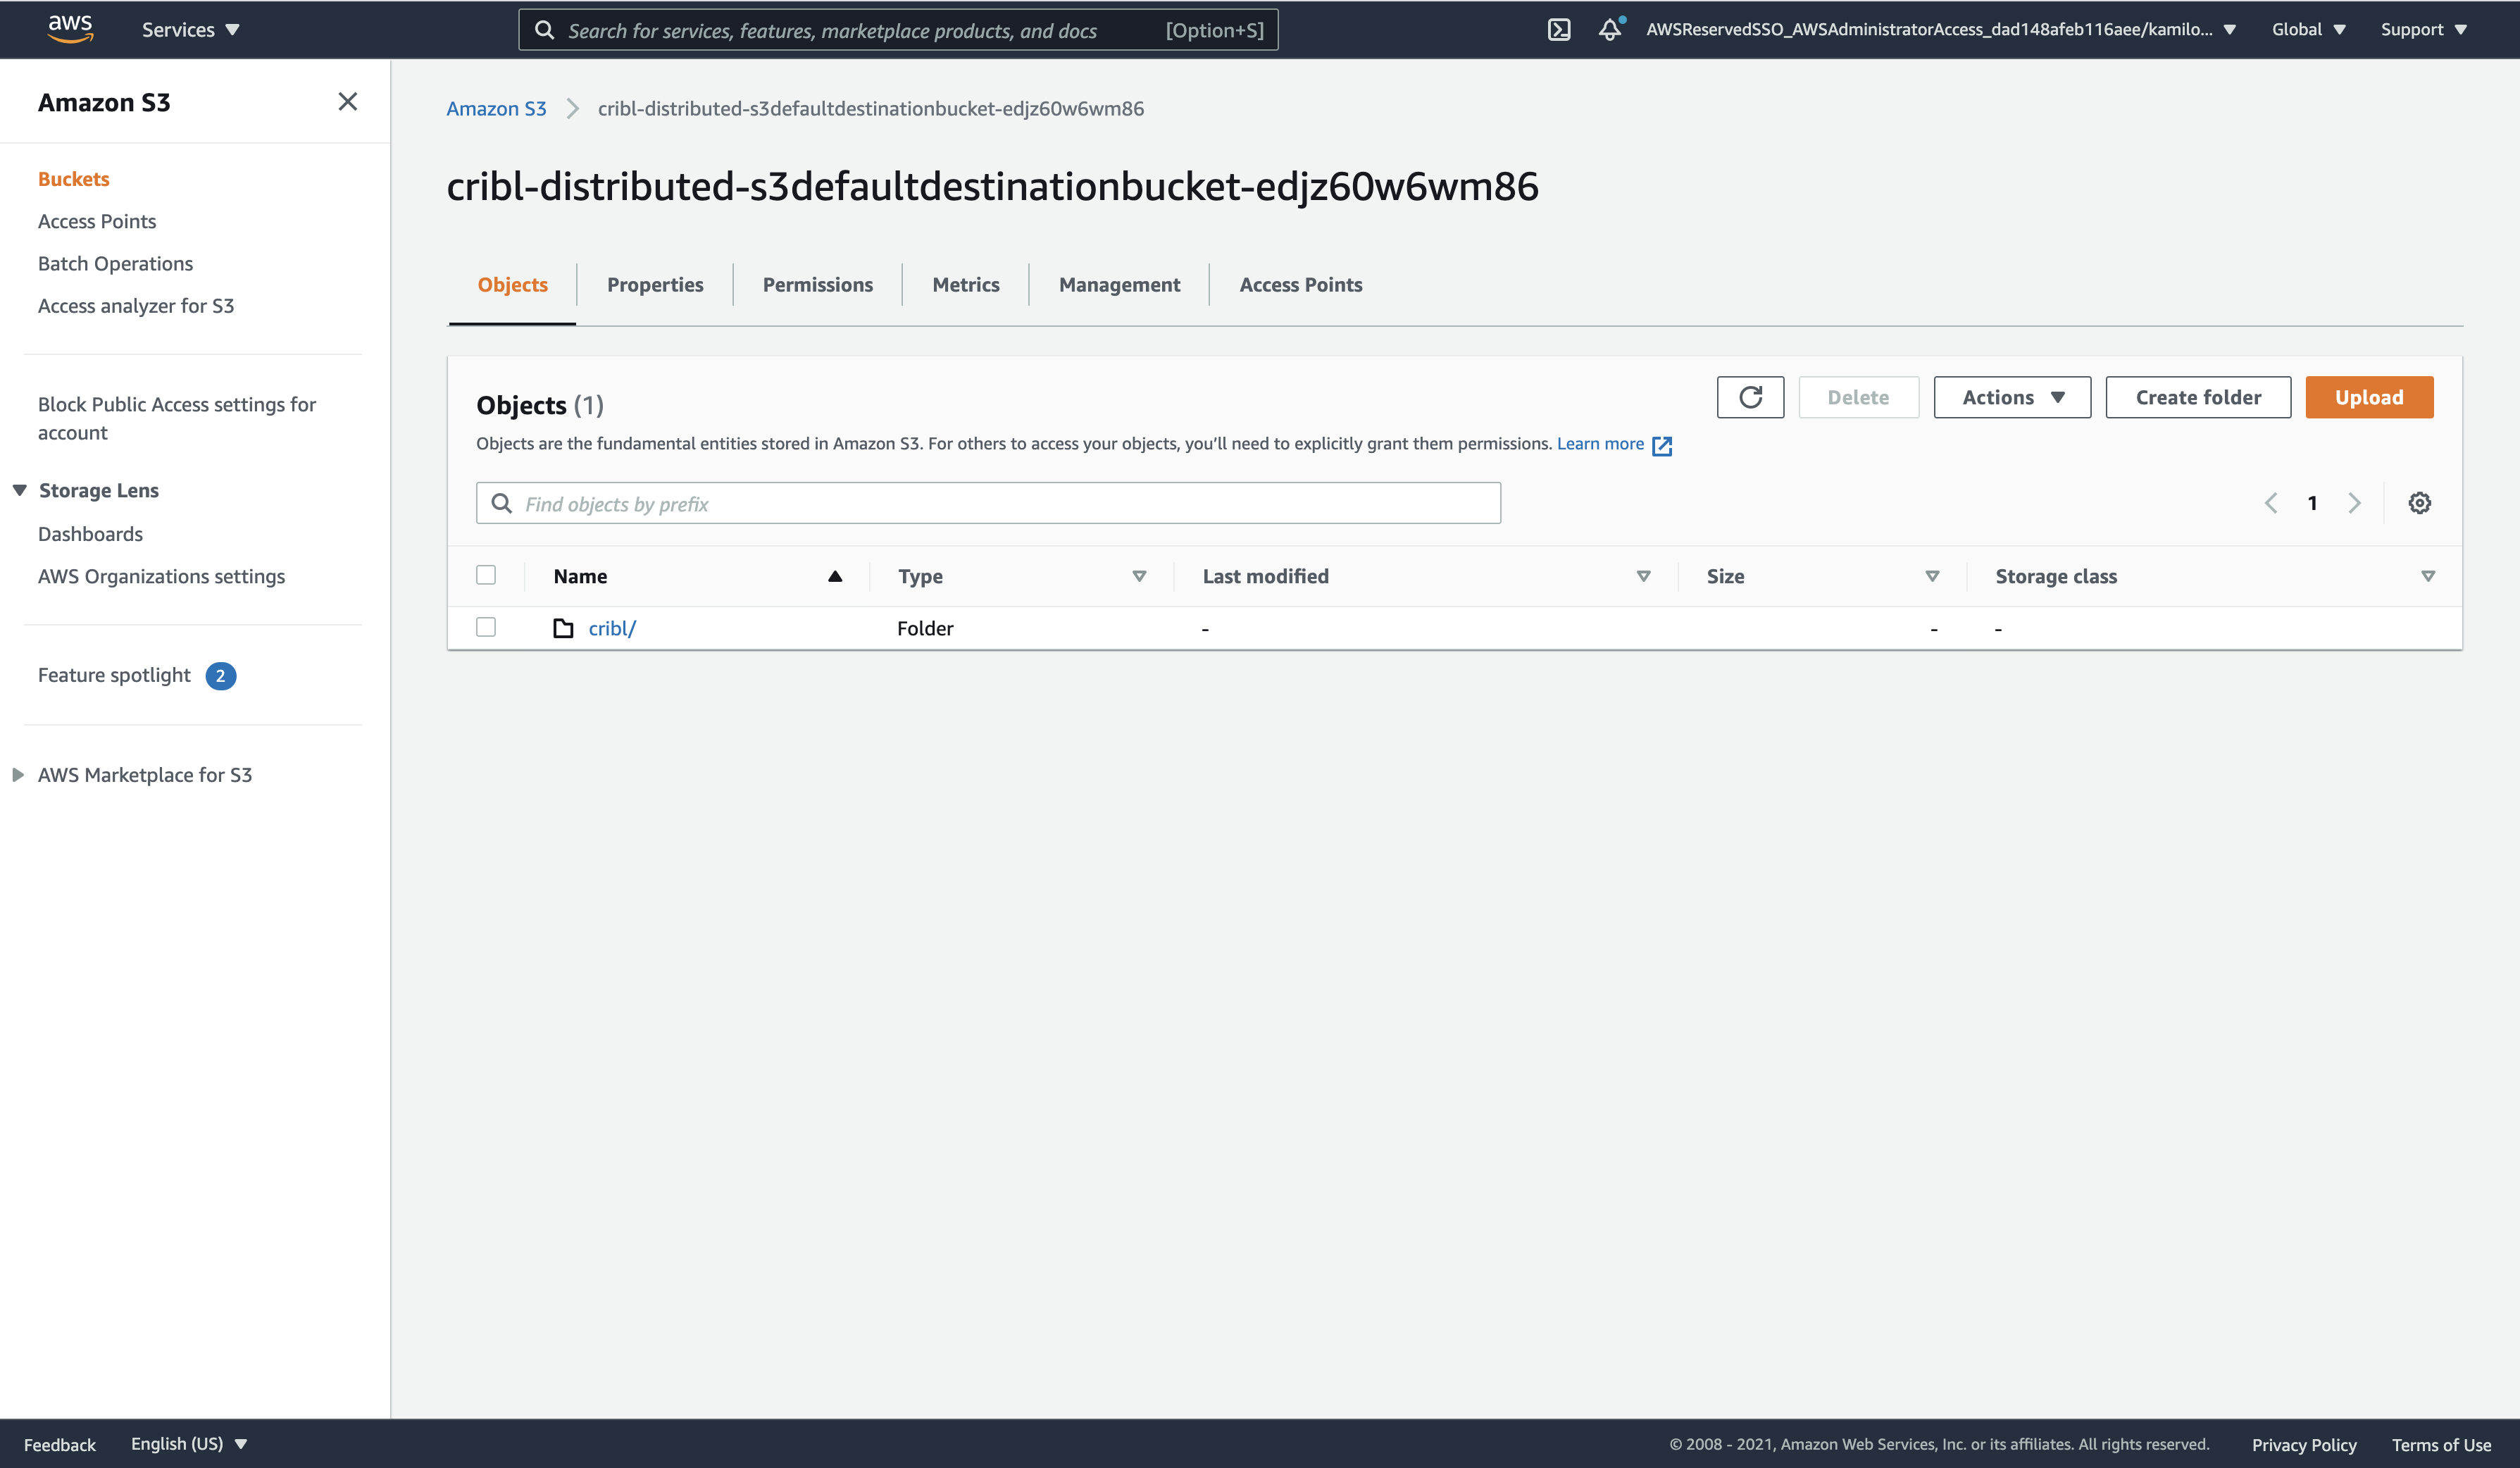 aws
Services
Search for services, features, marketplace products, and docs [Option+S]
AWSReservedSSO_AWSAdministratorAccess_dad148afeb116aee/kamilo...
Global
Support
Amazon S3
Buckets
Access Points
Batch Operations
Access analyzer for S3
Block Public Access settings for
account
Storage Lens
Dashboards
AWS Organizations settings
Feature spotlight 2
AWS Marketplace for S3
Amazon S3 cribl-distributed-s3defaultdestinationbucket-edjz60w6wm86
cribl-distributed-s3defaultdestinationbucket-edjz60w6wm86
Objects Properties Permissions Metrics Management Access Points
Objects (1)
Delete Actions Create folder Upload
Objects are the fundamental entities stored in Amazon S3. For others to access your objects, you’ll need to explicitly grant them permissions. Learn more
Find objects by prefix
1
Name Type Last modified Size Storage class
cribl/ Folder - - -
Feedback English (US) © 2008 - 2021, Amazon Web Services, Inc. or its affiliates. All rights reserved. Privacy Policy Terms of Use